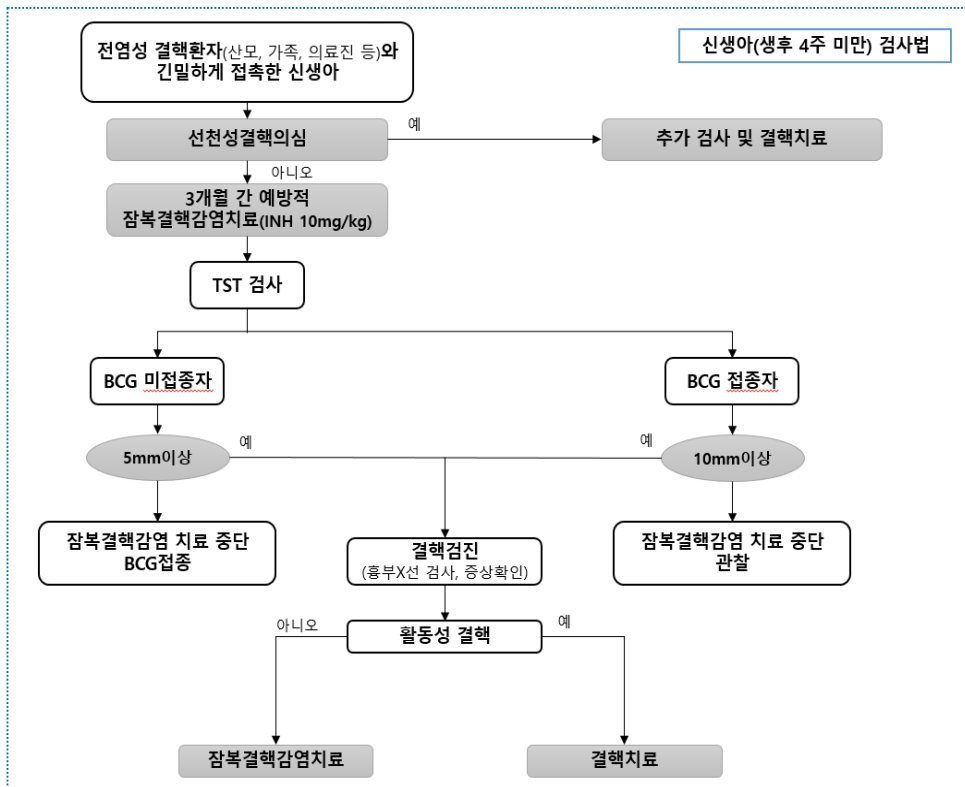 신생아(생후 4주 미만) 검사법
전염성 결핵환자(산모, 가족, 의료진 등)와
긴밀하게 접촉한 신생아
선천성결핵의심
예
추가 검사 및 결핵치료
아니오
3개월 간 예방적
잠복결핵감염치료(INH 10mg/kg)
TST 검사
BCG 미접종자
BCG 접종자
예
예
5mm이상
10mm이상
잠복결핵감염 치료 중단
BCG접종
결핵검진
(흉부X선 검사, 증상확인)
잠복결핵감염 치료 중단
관찰
아니오
활동성 결핵
예
잠복결핵감염치료
결핵치료